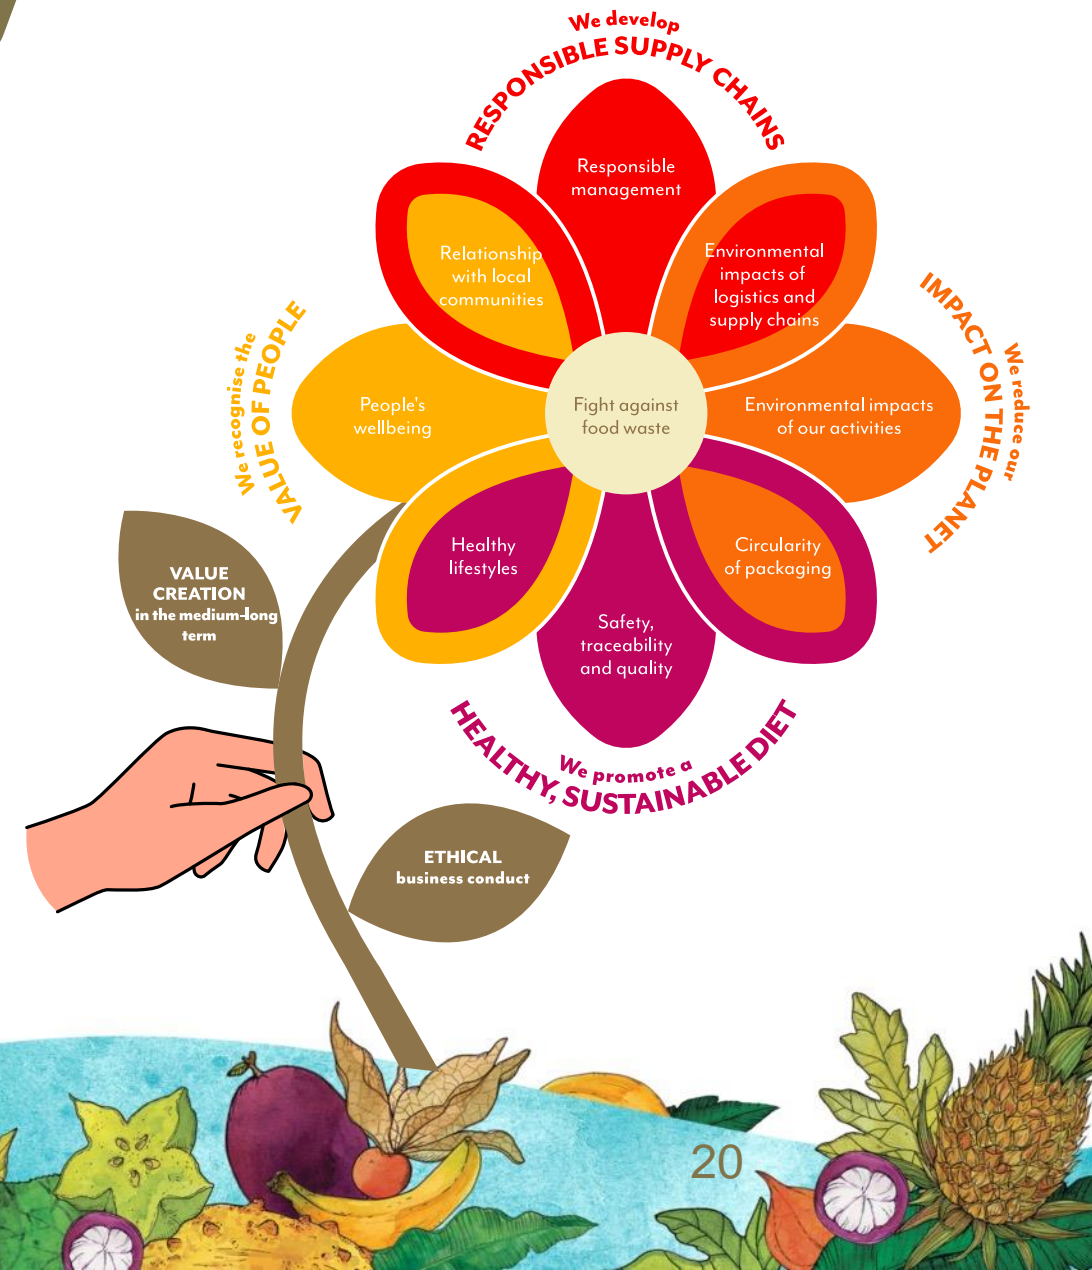 We develop
RESPONSIBLE SUPPLY CHAINS
Responsible
management
Relationship
with local
communities
Environmental
impacts of
logistics and
supply chains
We recognise the
VALUE OF PEOPLE
People's
wellbeing
Fight against
food waste
Environmental impacts
of our activities
We reduce our
IMPACT ON THE PLANET
Healthy
lifestyles
Circularity
of packaging
Safety,
traceability
and quality
We promote a
HEALTHY, SUSTAINABLE DIET
VALUE
CREATION
in the medium-long
term
ETHICAL
business conduct
20